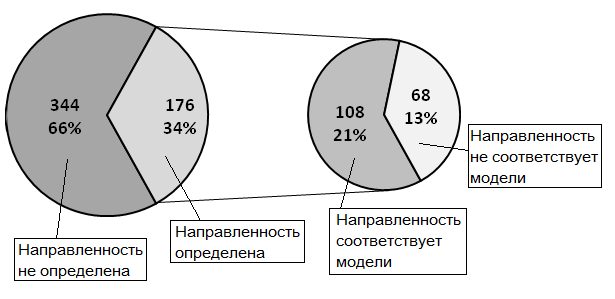 344
66%
176
34%
108
21%
68
13%
Направленность
не соответствует
модели
Направленность
не определена
Направленность
определена
Направленность
соответствует
модели